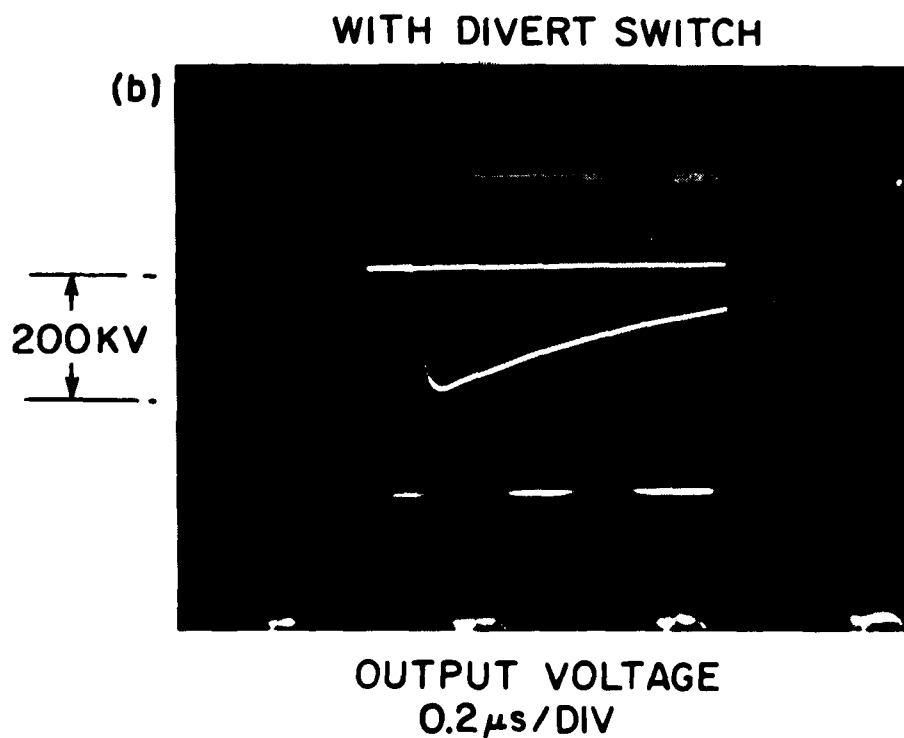 WITH DIVERT SWITCH
(b)
200KV
OUTPUT VOLTAGE
0.2μs/DIV